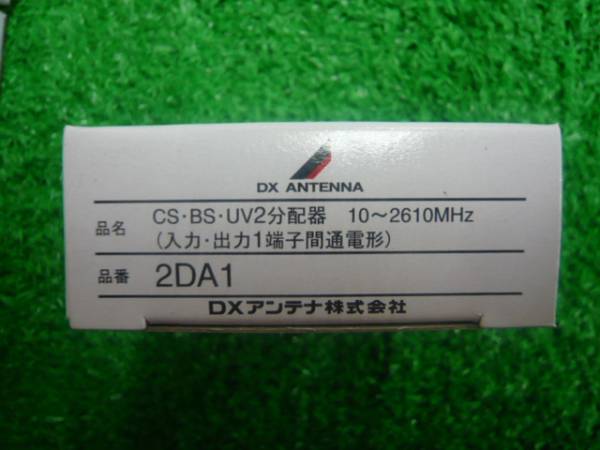 DX ANTENNA
品名 CS・BS・UV2分配器 10～2610MHz
(入力・出力1端子間通電形)
品番 2DA1
DXアンテナ株式会社